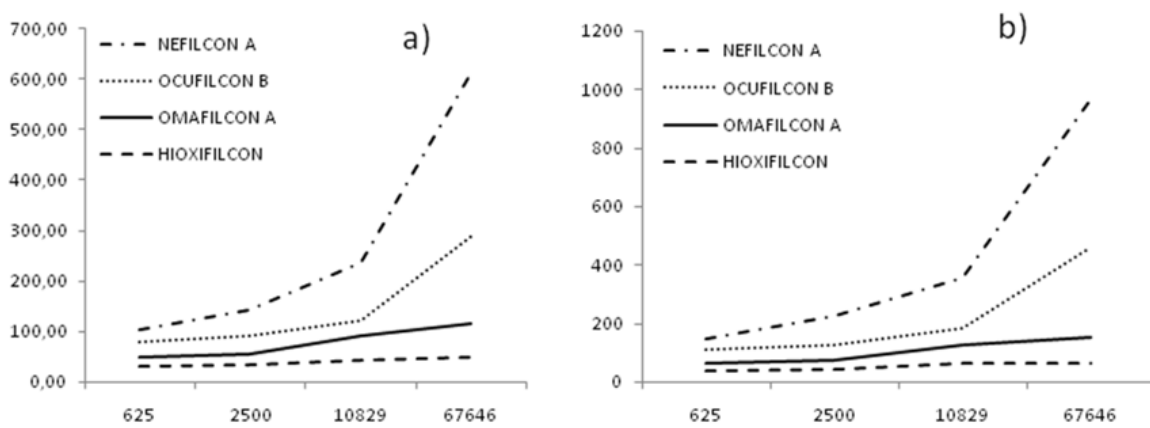 a)
700,00
600,00
500,00
400,00
300,00
200,00
100,00
0,00
NEFILCON A
OCUFILCON B
OMAFILCON A
HIOXIFILCON
625 2500 10829 67646
b)
1200
1000
800
600
400
200
0
NEFILCON A
OCUFILCON B
OMAFILCON A
HIOXIFILCON
625 2500 10829 67646